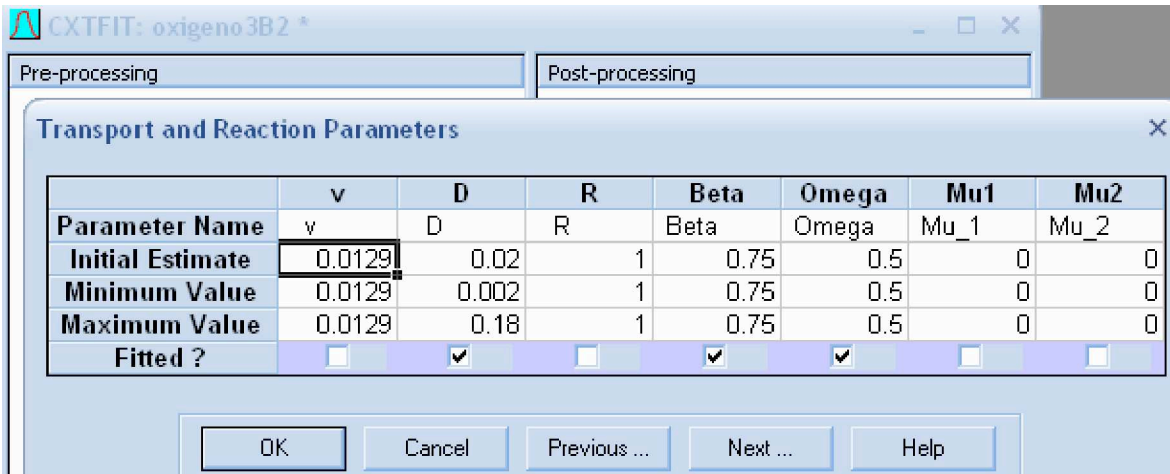 CXTFIT: oxigeno3B2 *
Pre-processing Post-processing
Transport and Reaction Parameters
v D R Beta Omega Mu1 Mu2
Parameter Name v D R Beta Omega Mu_1 Mu_2
Initial Estimate 0.0129 0.02 1 0.75 0.5 0 0
Minimum Value 0.0129 0.002 1 0.75 0.5 0 0
Maximum Value 0.0129 0.18 1 0.75 0.5 0 0
Fitted ?
OK Cancel Previous ... Next ... Help